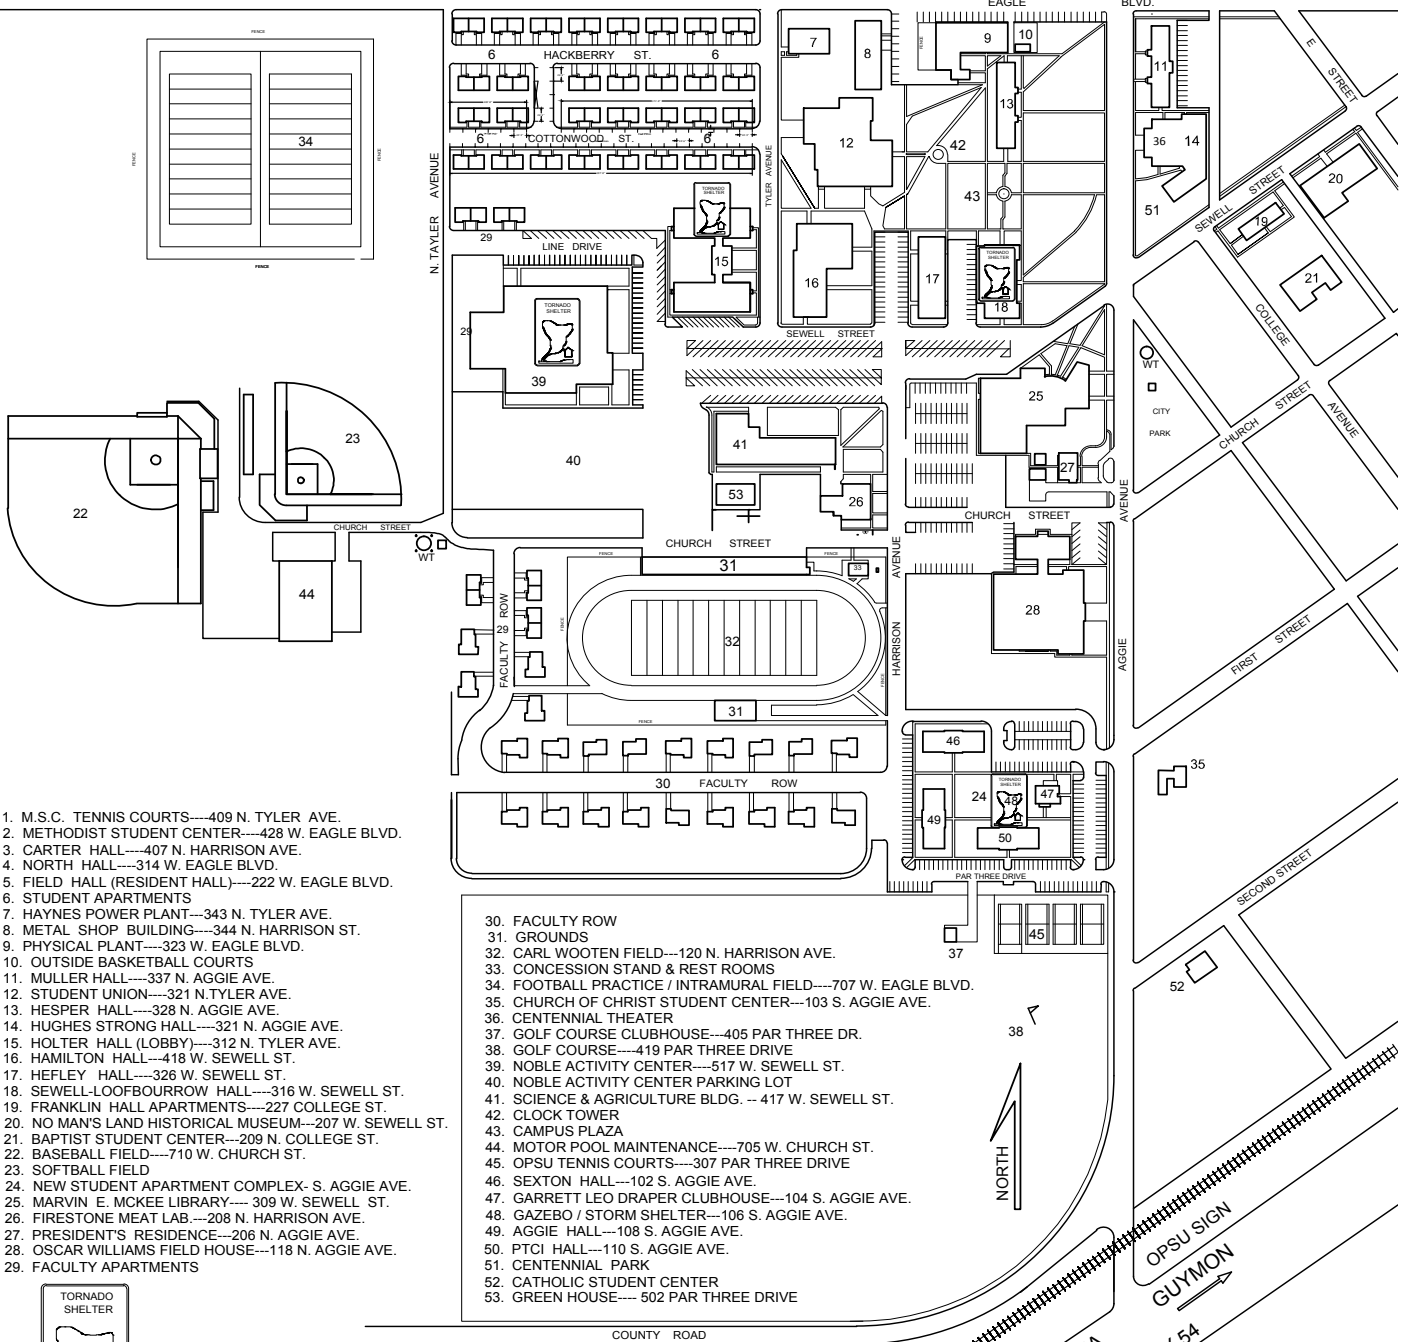 EAGLE BLVD.
FENCE
7
8
9
10
11
6 HACKBERRY ST. 6
FENCE
E STREET
13
34
FENCE
FENCE
6 COTTONWOOD ST. 6
12
42
36 14
20
N. TAYLER AVENUE
TYLER AVENUE
TORNADO
SHELTER
43
51
SEWELL STREET
19
29
LINE DRIVE
15
16
17
TORNADO
SHELTER
18
21
FENCE
COLLEGE AVENUE
29
TORNADO
SHELTER
39
SEWELL STREET
WT
25
CITY
PARK
CHURCH STREET
23
41
40
27
22
53
26
CHURCH STREET
AGGIE AVENUE
CHURCH STREET
WT
CHURCH STREET
FENCE
31
FENCE
33
HARRISON AVENUE
44
FACULTY ROW
29
FENCE
32
28
FIRST STREET
FENCE
31
FENCE
46
35
30 FACULTY ROW
TORNADO
SHELTER
24
48
47
49
50
PAR THREE DRIVE
SECOND STREET
45
37
52
38
NORTH
1. M.S.C. TENNIS COURTS----409 N. TYLER AVE.
2. METHODIST STUDENT CENTER----428 W. EAGLE BLVD.
3. CARTER HALL----407 N. HARRISON AVE.
4. NORTH HALL----314 W. EAGLE BLVD.
5. FIELD HALL (RESIDENT HALL)----222 W. EAGLE BLVD.
6. STUDENT APARTMENTS
7. HAYNES POWER PLANT---343 N. TYLER AVE.
8. METAL SHOP BUILDING----344 N. HARRISON ST.
9. PHYSICAL PLANT----323 W. EAGLE BLVD.
10. OUTSIDE BASKETBALL COURTS
11. MULLER HALL----337 N. AGGIE AVE.
12. STUDENT UNION----321 N.TYLER AVE.
13. HESPER HALL----328 N. AGGIE AVE.
14. HUGHES STRONG HALL----321 N. AGGIE AVE.
15. HOLTER HALL (LOBBY)----312 N. TYLER AVE.
16. HAMILTON HALL---418 W. SEWELL ST.
17. HEFLEY HALL----326 W. SEWELL ST.
18. SEWELL-LOOFBOURROW HALL----316 W. SEWELL ST.
19. FRANKLIN HALL APARTMENTS----227 COLLEGE ST.
20. NO MAN'S LAND HISTORICAL MUSEUM---207 W. SEWELL ST.
21. BAPTIST STUDENT CENTER---209 N. COLLEGE ST.
22. BASEBALL FIELD----710 W. CHURCH ST.
23. SOFTBALL FIELD
24. NEW STUDENT APARTMENT COMPLEX- S. AGGIE AVE.
25. MARVIN E. MCKEE LIBRARY---- 309 W. SEWELL ST.
26. FIRESTONE MEAT LAB.---208 N. HARRISON AVE.
27. PRESIDENT'S RESIDENCE---206 N. AGGIE AVE.
28. OSCAR WILLIAMS FIELD HOUSE---118 N. AGGIE AVE.
29. FACULTY APARTMENTS
30. FACULTY ROW
31. GROUNDS
32. CARL WOOTEN FIELD---120 N. HARRISON AVE.
33. CONCESSION STAND & REST ROOMS
34. FOOTBALL PRACTICE / INTRAMURAL FIELD----707 W. EAGLE BLVD.
35. CHURCH OF CHRIST STUDENT CENTER---103 S. AGGIE AVE.
36. CENTENNIAL THEATER
37. GOLF COURSE CLUBHOUSE---405 PAR THREE DR.
38. GOLF COURSE----419 PAR THREE DRIVE
39. NOBLE ACTIVITY CENTER----517 W. SEWELL ST.
40. NOBLE ACTIVITY CENTER PARKING LOT
41. SCIENCE & AGRICULTURE BLDG. -- 417 W. SEWELL ST.
42. CLOCK TOWER
43. CAMPUS PLAZA
44. MOTOR POOL MAINTENANCE----705 W. CHURCH ST.
45. OPSU TENNIS COURTS----307 PAR THREE DRIVE
46. SEXTON HALL---102 S. AGGIE AVE.
47. GARRETT LEO DRAPER CLUBHOUSE---104 S. AGGIE AVE.
48. GAZEBO / STORM SHELTER---106 S. AGGIE AVE.
49. AGGIE HALL---108 S. AGGIE AVE.
50. PTCI HALL---110 S. AGGIE AVE.
51. CENTENNIAL PARK
52. CATHOLIC STUDENT CENTER
53. GREEN HOUSE---- 502 PAR THREE DRIVE
OPSU SIGN
GUYMON
54
TORNADO
SHELTER
COUNTY ROAD